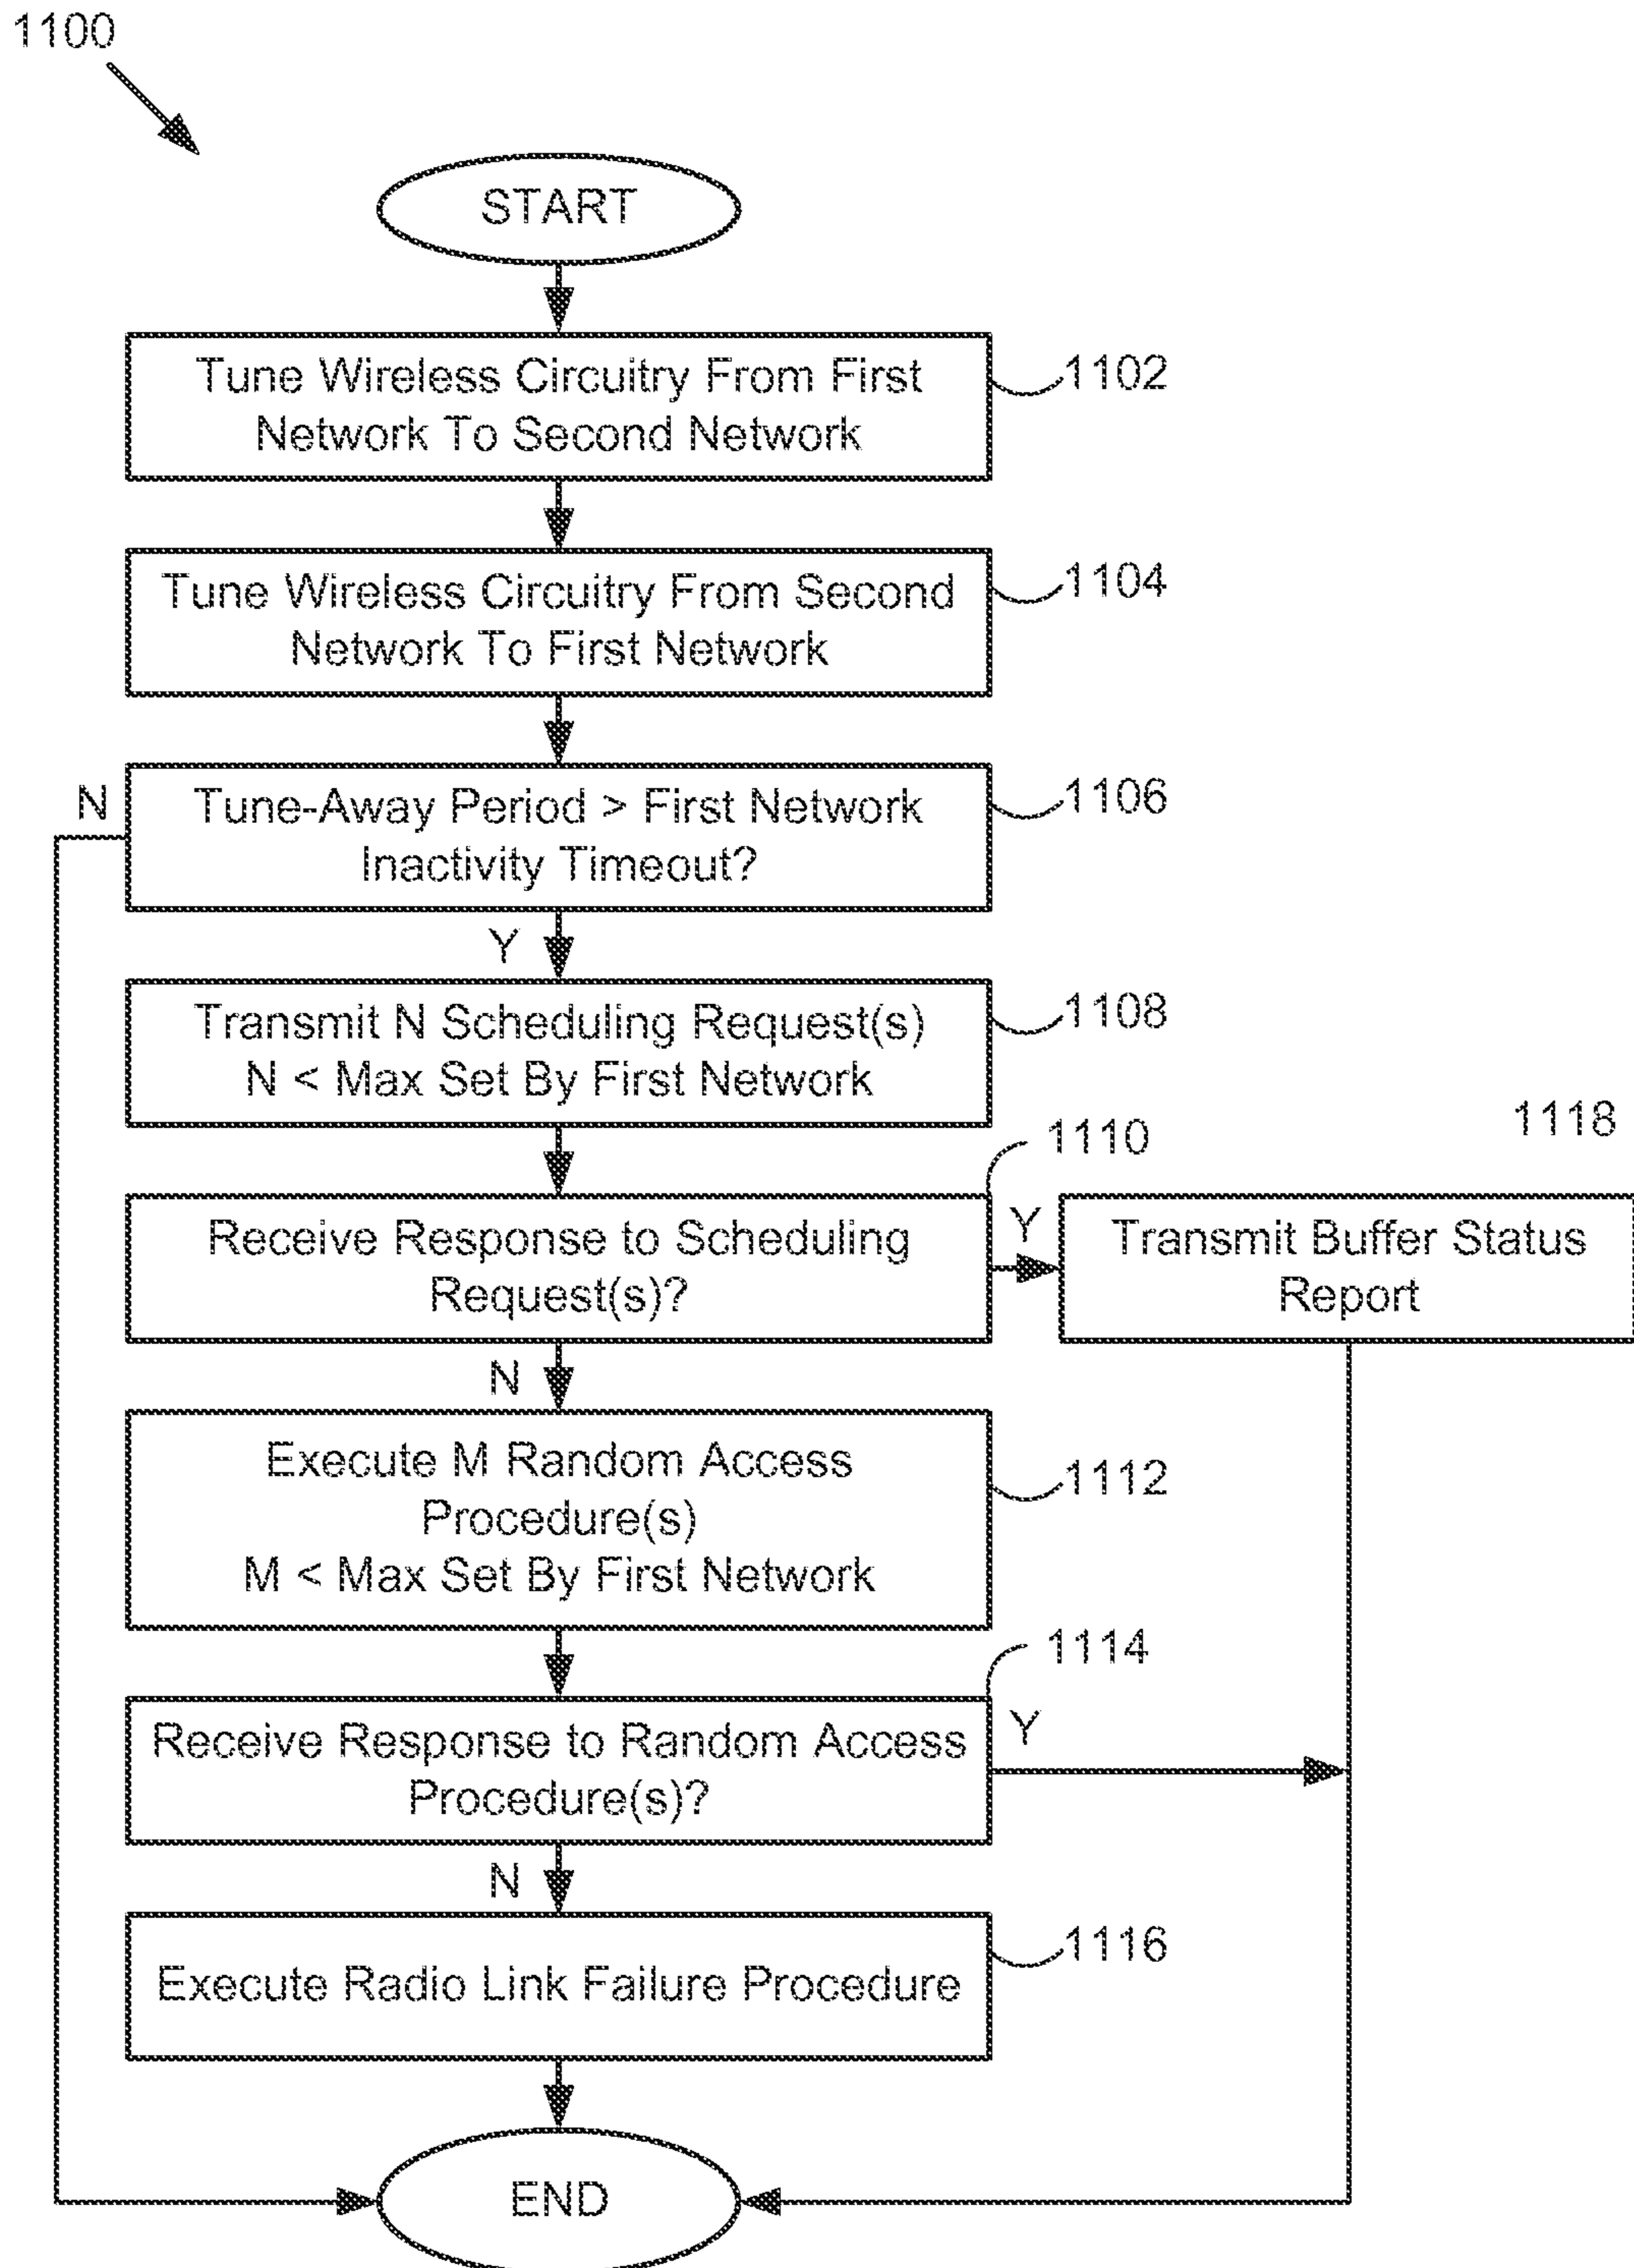 1100
START
Tune Wireless Circuitry From First
Network To Second Network
1102
Tune Wireless Circuitry From Second
Network To First Network
1104
N
Tune-Away Period > First Network
Inactivity Timeout?
1106
Y
Transmit N Scheduling Request(s)
N < Max Set By First Network
1108
1110
1118
Receive Response to Scheduling
Request(s)?
Y
Transmit Buffer Status
Report
N
Execute M Random Access
Procedure(s)
M < Max Set By First Network
1112
1114
Receive Response to Random Access
Procedure(s)?
Y
N
Execute Radio Link Failure Procedure
1116
END